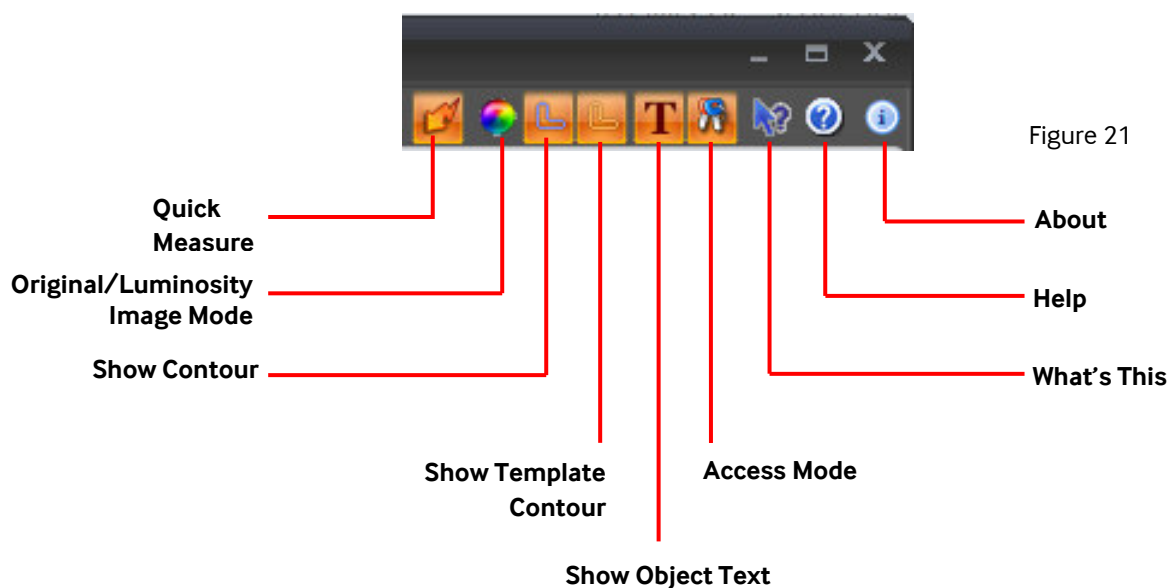 T
Figure 21
Quick
Measure
About
Original/Luminosity
Image Mode
Help
Show Contour
What's This
Show Template
Contour
Access Mode
Show Object Text